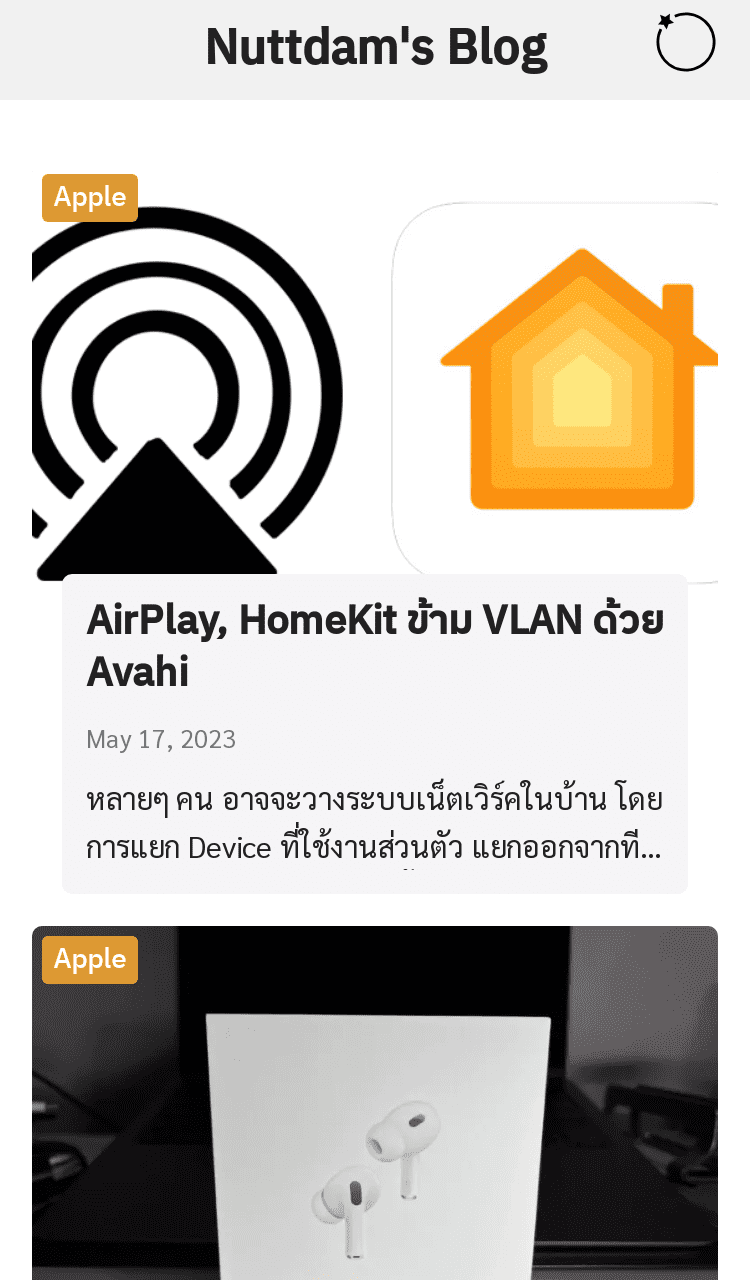 Nuttdam's Blog
Apple
AirPlay, HomeKit ข้าม VLAN ด้วย
Avahi
May 17, 2023
หลายๆ คน อาจจะวางระบบเน็ตเวิร์คในบ้าน โดย
การแยก Device ที่ใช้งานส่วนตัว แยกออกจากที...
Apple